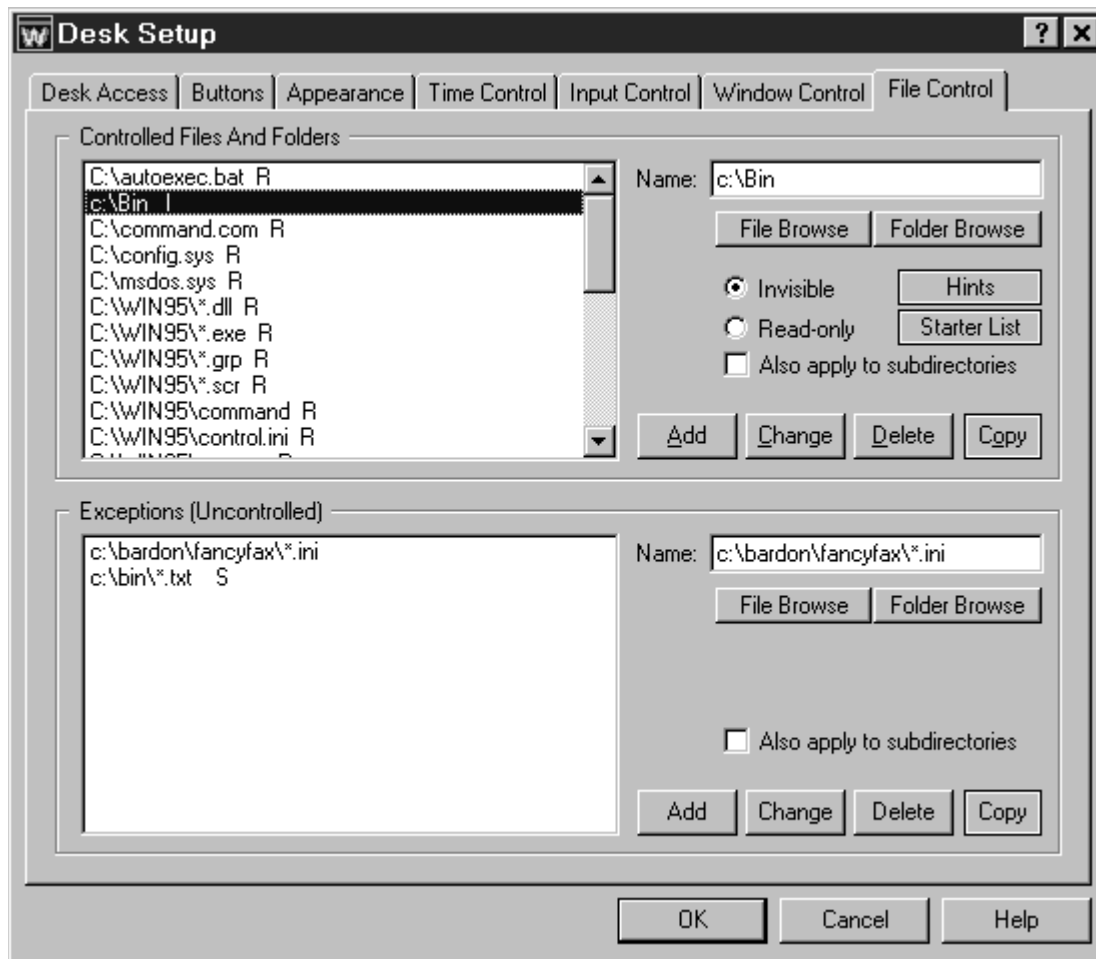 Desk Setup
Desk Access Buttons Appearance Time Control Input Control Window Control File Control
Controlled Files And Folders
C:\autoexec.bat R
c:\Bin I
C:\command.com R
C:\config.sys R
C:\msdos.sys R
C:\WIN95\*.dll R
C:\WIN95\*.exe R
C:\WIN95\*.grp R
C:\WIN95\*.scr R
C:\WIN95\command R
C:\WIN95\control.ini R
Name: c:\Bin
File Browse Folder Browse
Invisible Hints
Read-only Starter List
Also apply to subdirectories
Add Change Delete Copy
Exceptions (Uncontrolled)
c:\bardon\fancyfax\*.ini
c:\bin\*.txt S
Name: c:\bardon\fancyfax\*.ini
File Browse Folder Browse
Also apply to subdirectories
Add Change Delete Copy
OK Cancel Help